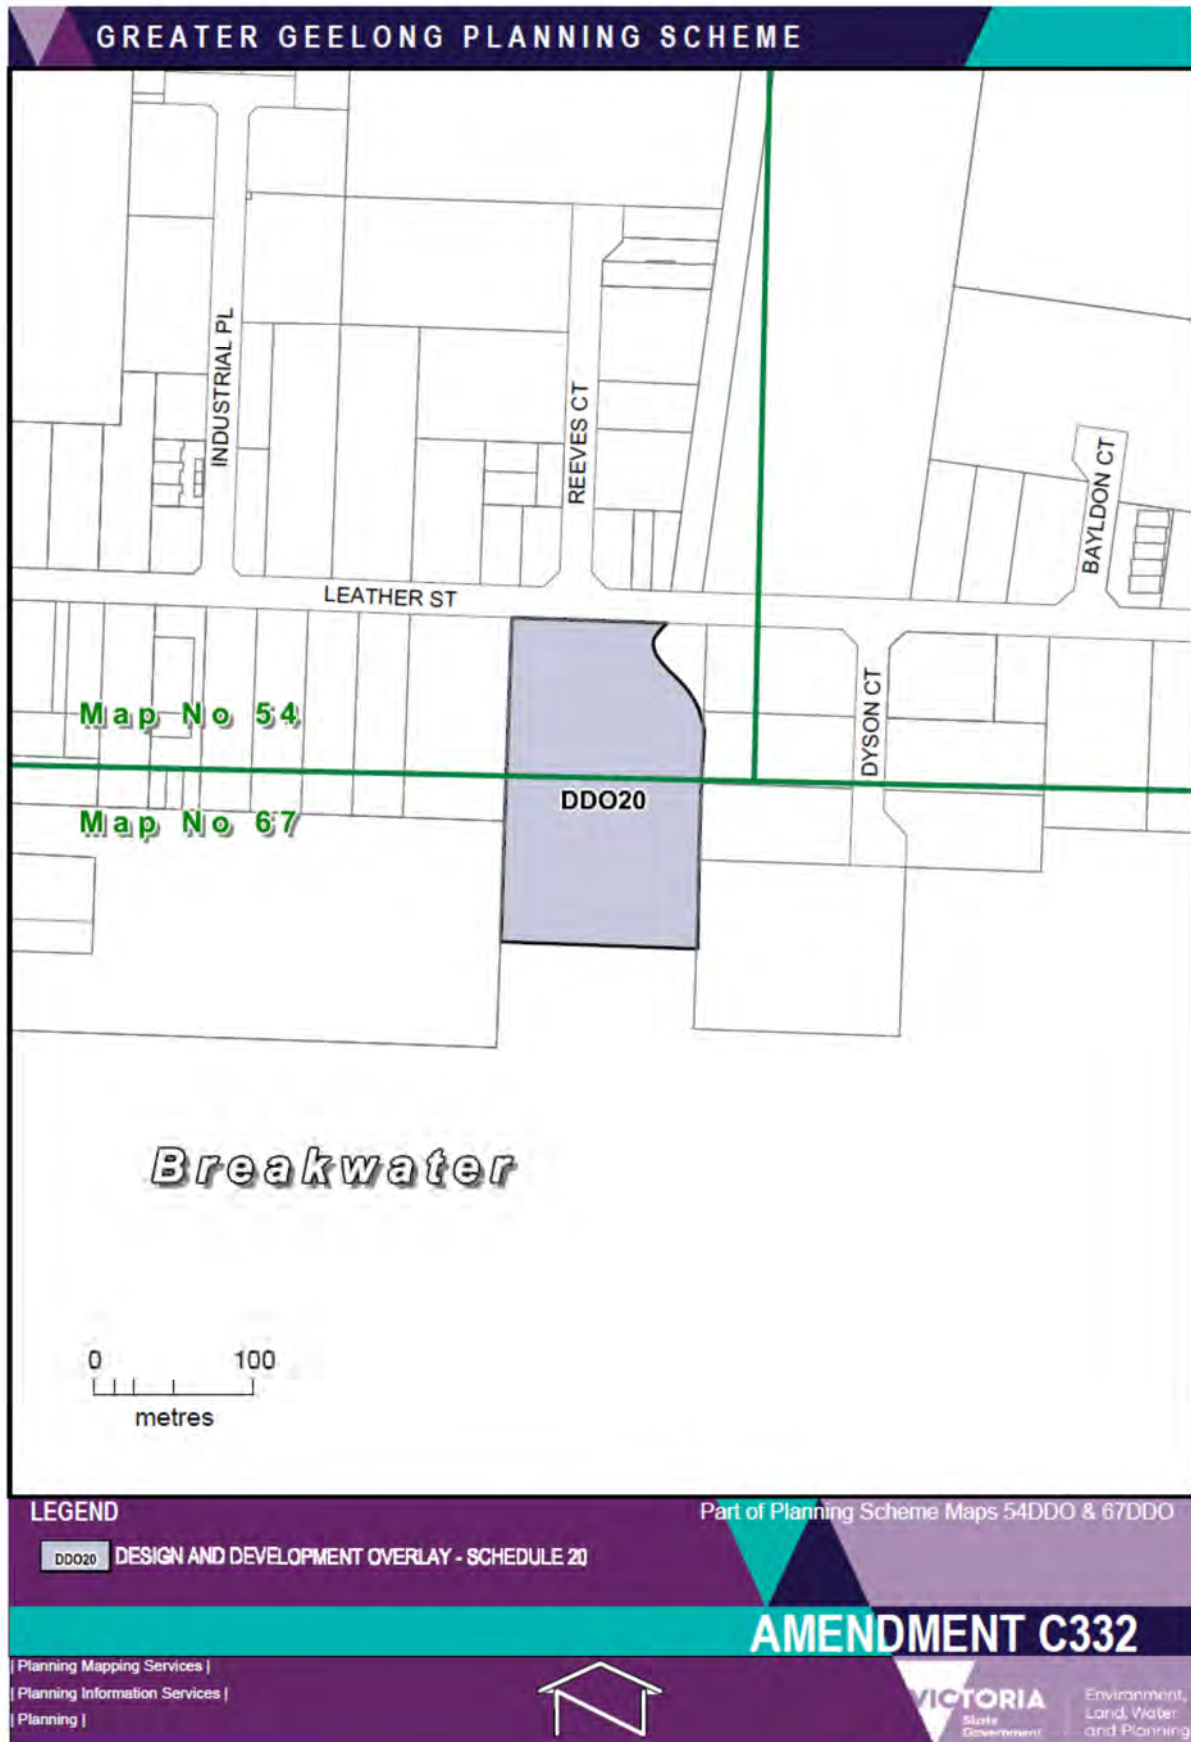 GREATER GEELONG PLANNING SCHEME
INDUSTRIAL PL
REEVES CT
BAYLDON CT
LEATHER ST
DYSON CT
Map No 54
DDO20
Map No 67
Breakwater
0 100
metres
LEGEND
Part of Planning Scheme Maps 54DDO & 67DDO
DDO20 DESIGN AND DEVELOPMENT OVERLAY - SCHEDULE 20
AMENDMENT C332
| Planning Mapping Services |
| Planning Information Services |
| Planning |
VICTORIA
State
Government
Environment,
Land, Water
and Planning